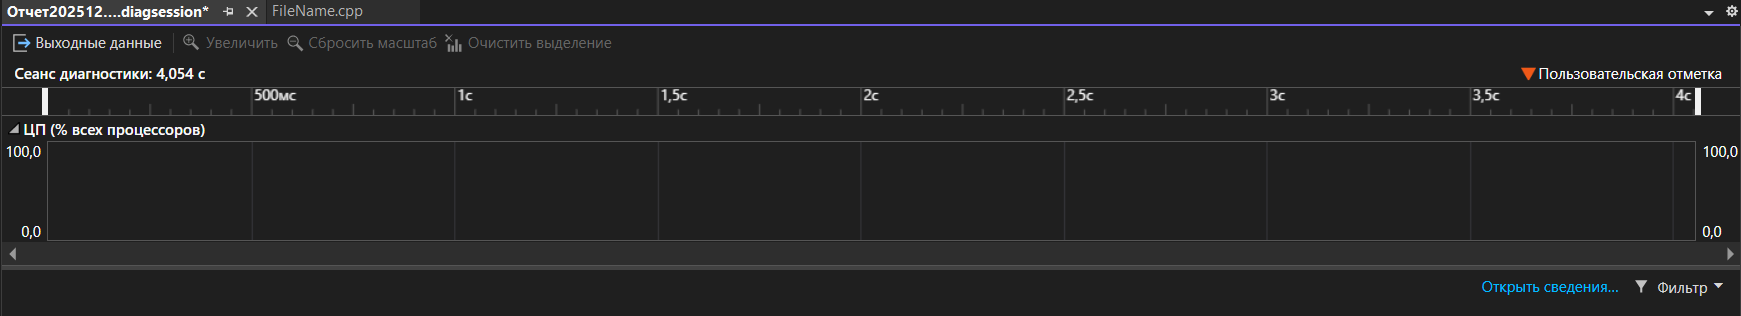 Отчет202512....diagsession* FileName.cpp
Выходные данные Увеличить Сбросить масштаб Очистить выделение
Сеанс диагностики: 4,054 с Пользовательская отметка
500мс 1с 1,5с 2с 2,5с 3с 3,5с 4с
ЦП (% всех процессоров)
100,0 100,0
0,0 0,0
Открыть сведения... Фильтр